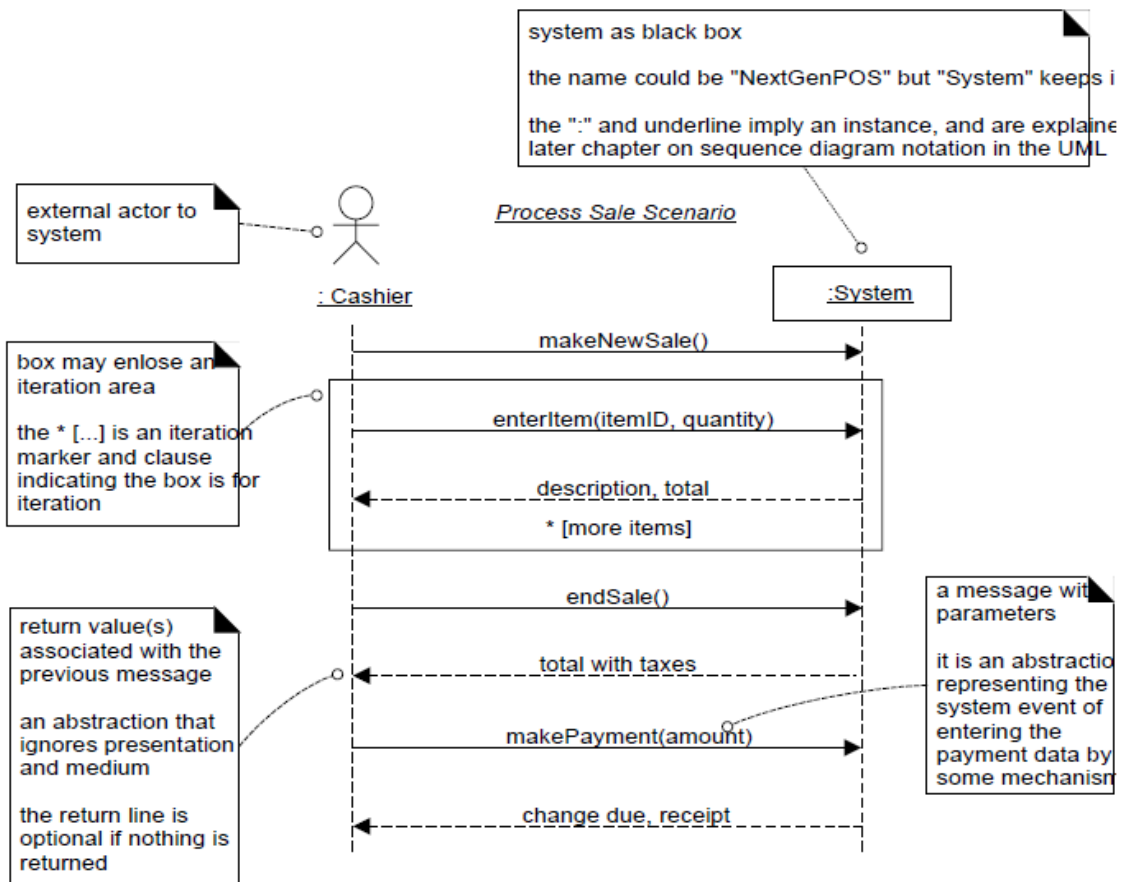 system as black box
the name could be "NextGenPOS" but "System" keeps i
the ":" and underline imply an instance, and are explaine
later chapter on sequence diagram notation in the UML
external actor to
system
Process Sale Scenario
: Cashier
:System
makeNewSale()
box may enlose an
iteration area
the * [...] is an iteration
marker and clause
indicating the box is for
iteration
enterItem(itemID, quantity)
description, total
* [more items]
endSale()
return value(s)
associated with the
previous message
an abstraction that
ignores presentation
and medium
the return line is
optional if nothing is
returned
total with taxes
makePayment(amount)
change due, receipt
a message wit
parameters
it is an abstractio
representing the
system event of
entering the
payment data by
some mechanism